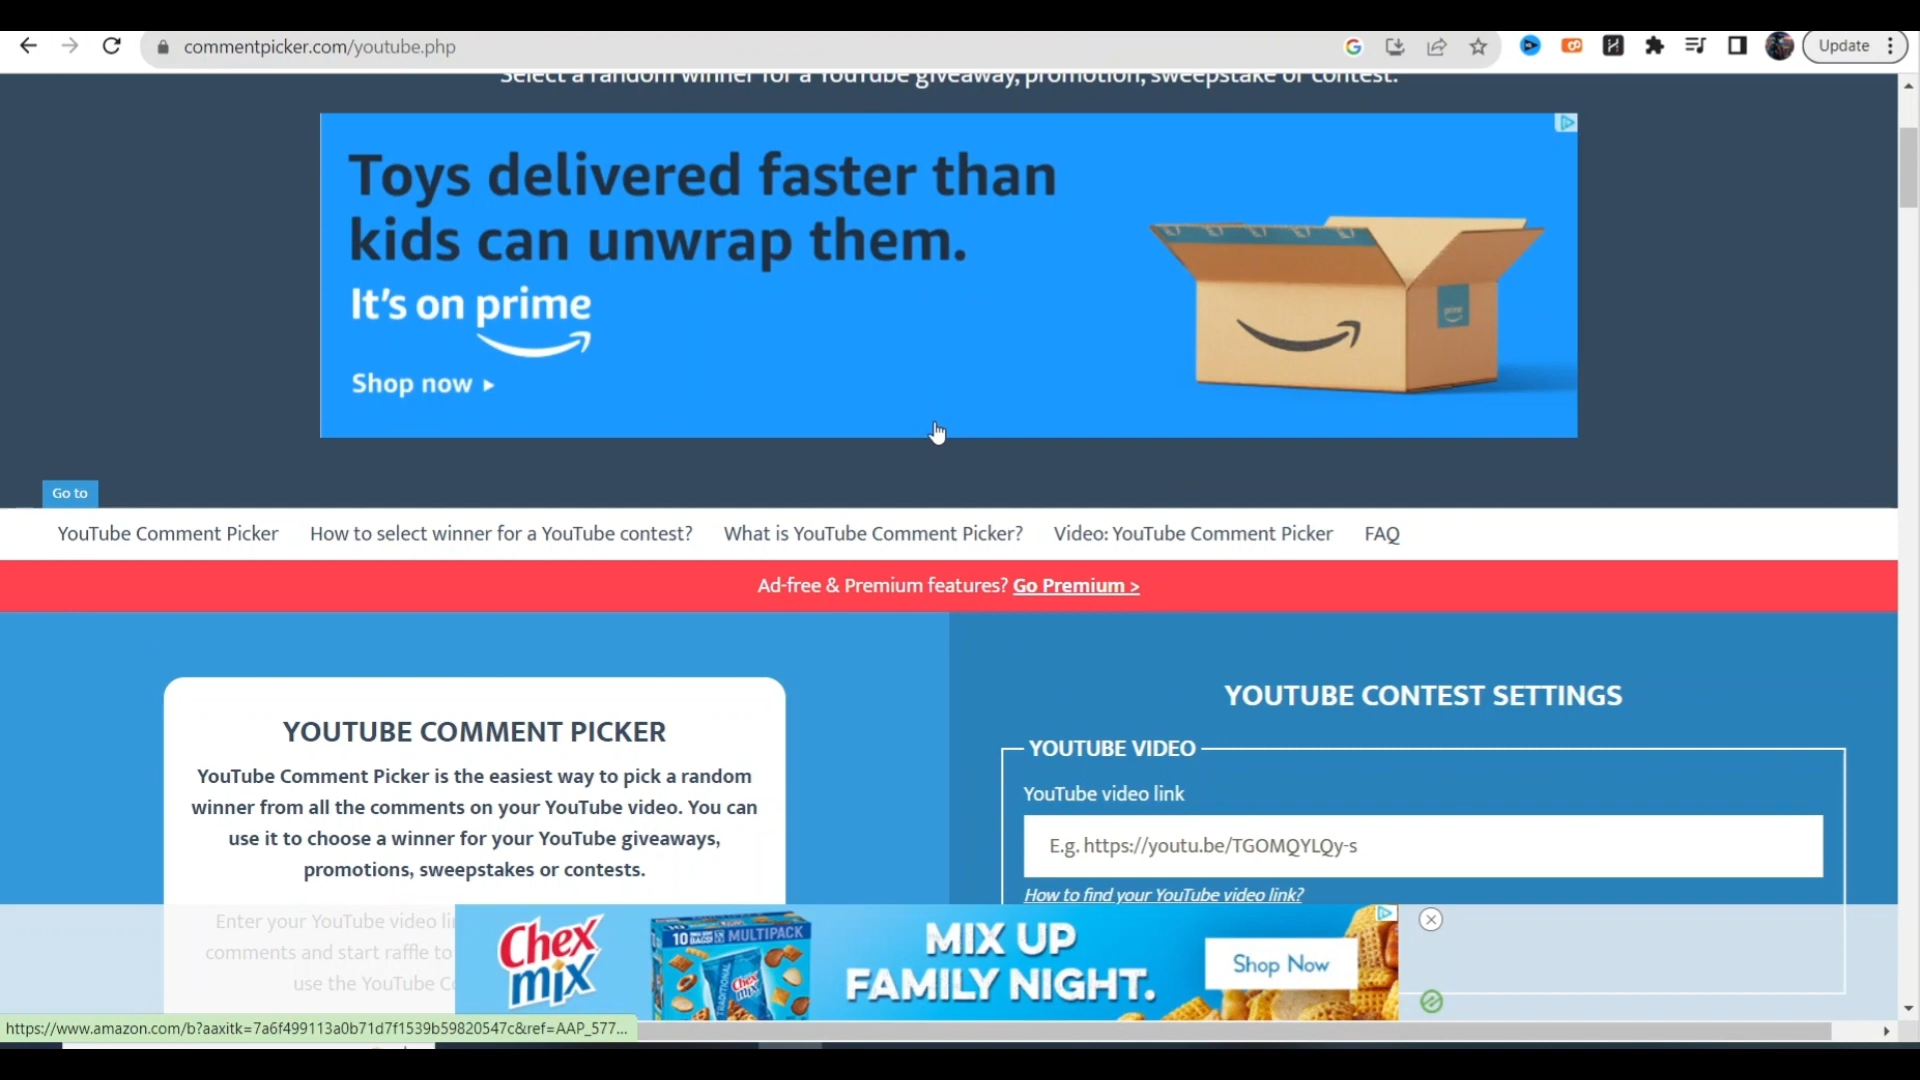 commentpicker.com/youtube.php
Update
Select a random winner for a YouTube giveaway, promotion, sweepstake or contest.
Toys delivered faster than
kids can unwrap them.
It's on prime
Shop now
prime
Go to
YouTube Comment Picker How to select winner for a YouTube contest? What is YouTube Comment Picker? Video: YouTube Comment Picker FAQ
Ad-free & Premium features? Go Premium >
YOUTUBE COMMENT PICKER
YouTube Comment Picker is the easiest way to pick a random
winner from all the comments on your YouTube video. You can
use it to choose a winner for your YouTube giveaways,
promotions, sweepstakes or contests.
Enter your YouTube video li
comments and start raffle to
use the YouTube C
YOUTUBE CONTEST SETTINGS
YOUTUBE VIDEO
YouTube video link
E.g. https://youtu.be/TGOMQYLQy-s
How to find your YouTube video link?
Chex
mix
MULTIPACK
TRADITIONAL
Chex
mix
MIX UP
FAMILY NIGHT.
Shop Now
https://www.amazon.com/b?aaxitk=7a6f499113a0b71d7f1539b59820547c&ref=AAP_577...